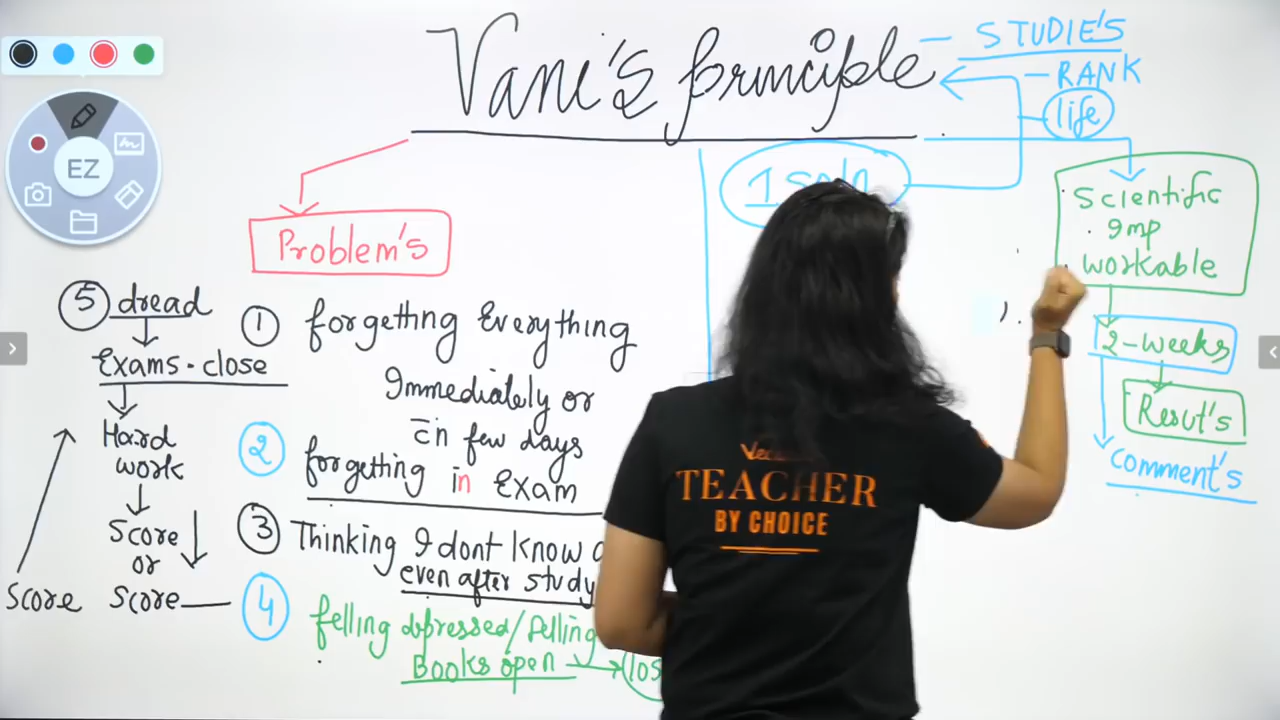 Vani's principle
- STUDIE'S
- RANK
life
EZ
Problem's
Scientific
Imp
workable
2-weeks
Resut's
comment's
5 dread
Exams-close
Hard
work
Score
or
Score
Score
1 forgetting Everything
Immediately or
in few days
2 forgetting in Exam
3 Thinking I dont know
even after study
4 felling depressed/felling
Books open
TEACHER
BY CHOICE